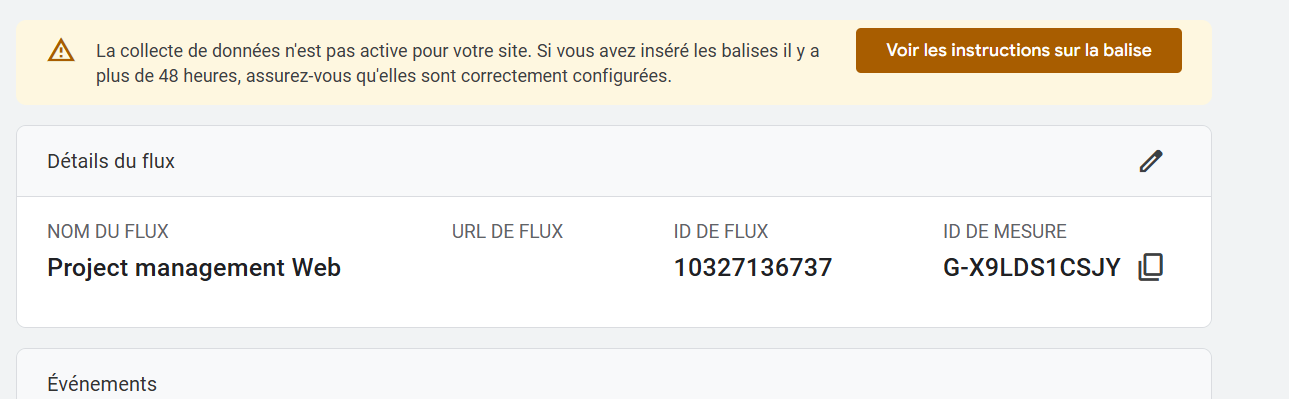 La collecte de données n'est pas active pour votre site. Si vous avez inséré les balises il y a
plus de 48 heures, assurez-vous qu'elles sont correctement configurées.
Voir les instructions sur la balise
Détails du flux
NOM DU FLUX
Project management Web
URL DE FLUX
ID DE FLUX
10327136737
ID DE MESURE
G-X9LDS1CSJY
Événements